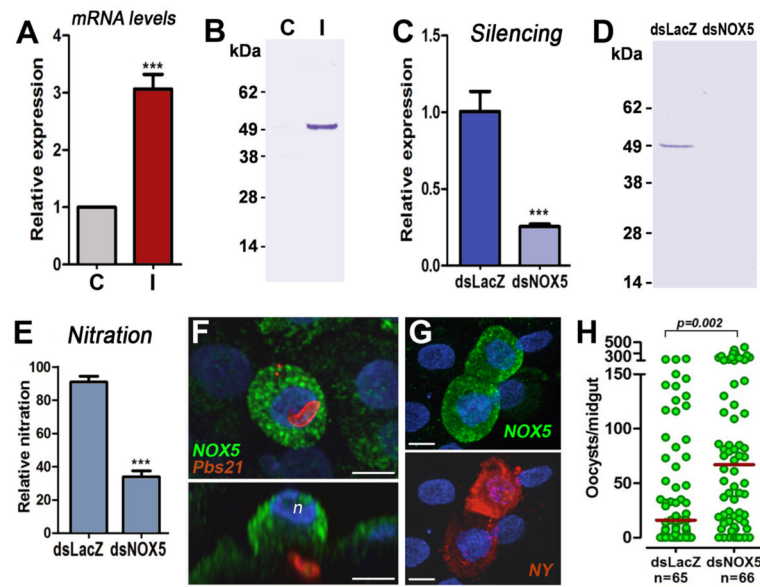 A
mRNA levels
Relative expression
4
3
2
1
0
***
C I
B
kDa
C I
62
49
38
28
14
C
Silencing
Relative expression
1.5
1.0
0.5
0.0
***
dsLacZ dsNOX5
D
dsLacZ dsNOX5
kDa
62
49
38
28
14
E
Nitration
Relative nitration
100
80
60
40
20
0
***
dsLacZ dsNOX5
F
NOX5
Pbs21
n
G
NOX5
NY
H
p=0.002
Oocysts/midgut
500
300
150
100
50
0
dsLacZ dsNOX5
n=65 n=66